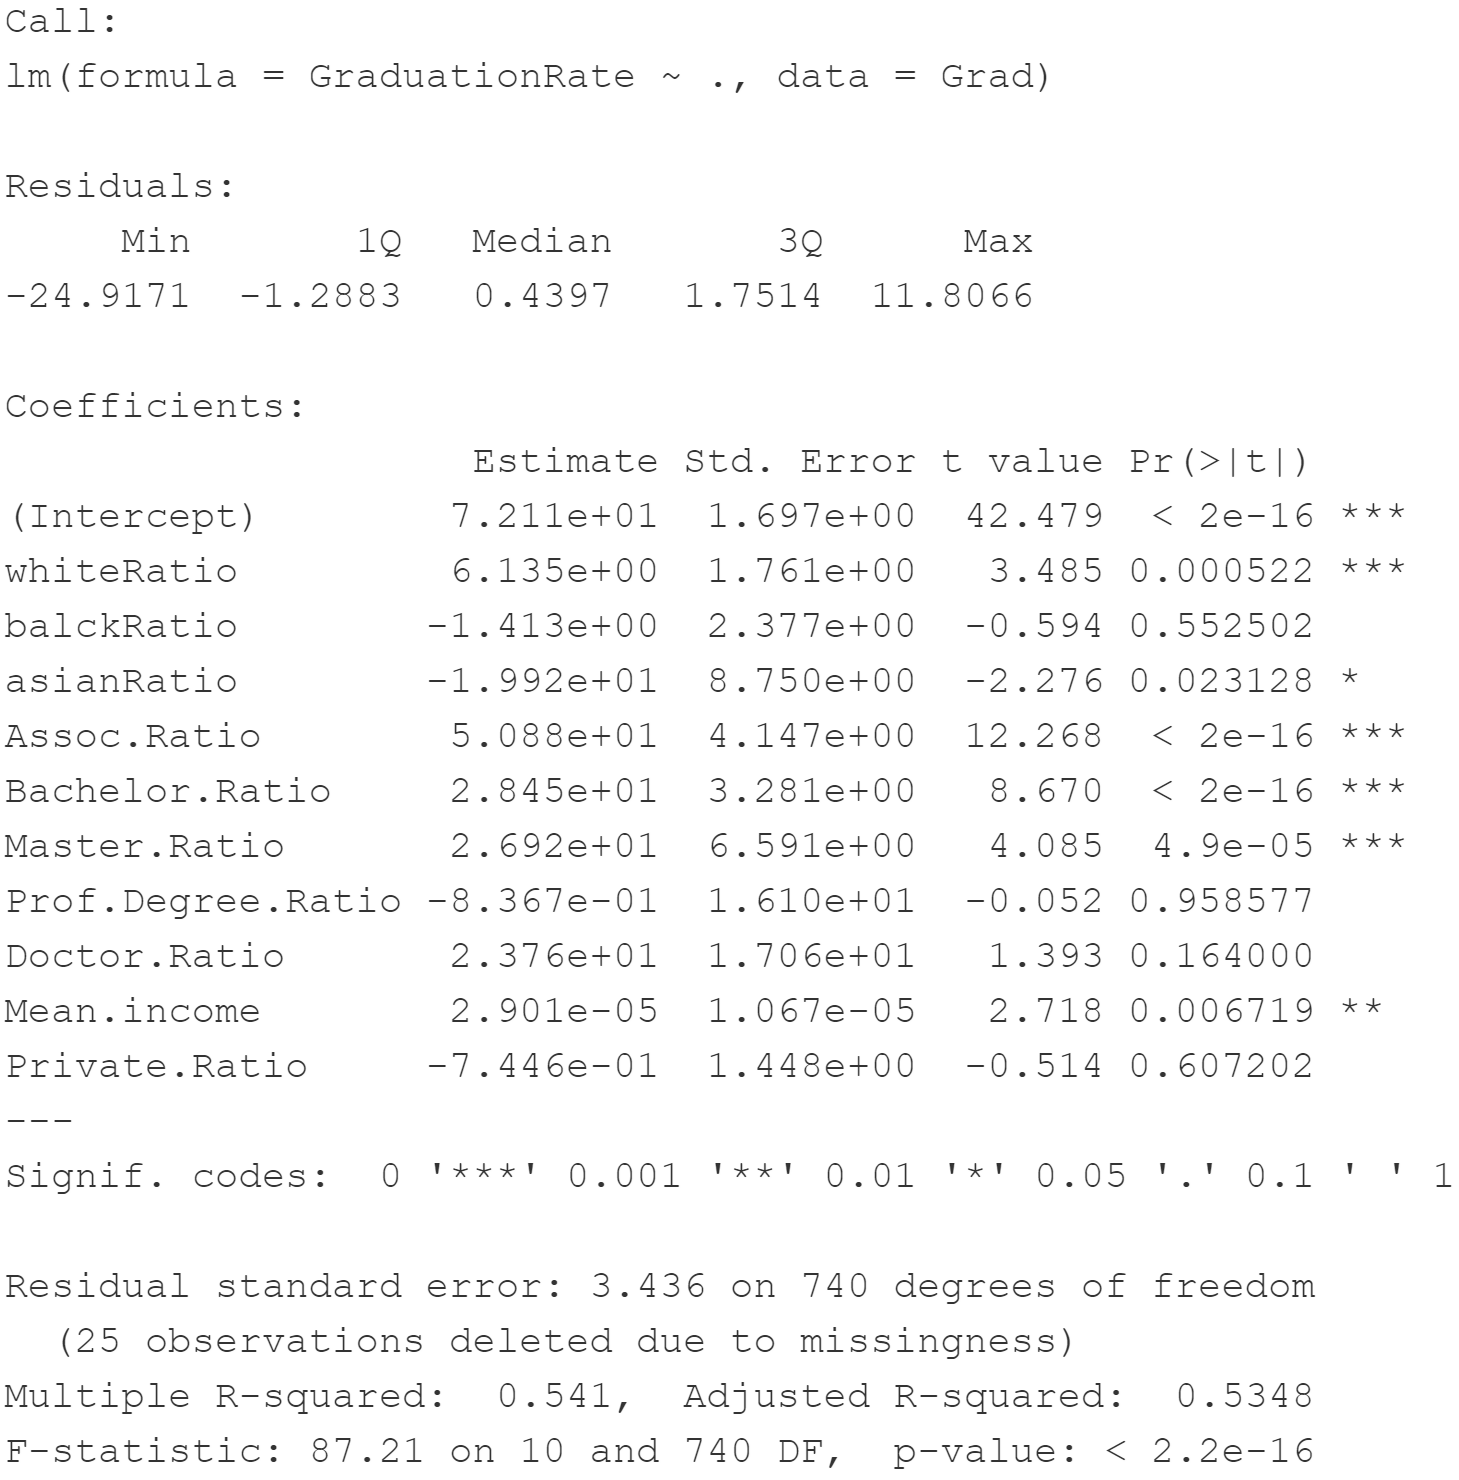 Call:
lm(formula = GraduationRate ~ ., data = Grad)
Residuals:
     Min       1Q   Median       3Q      Max
-24.9171  -1.2883   0.4397   1.7514  11.8066
Coefficients:
                    Estimate Std. Error t value Pr(>|t|)
(Intercept)        7.211e+01  1.697e+00  42.479  < 2e-16 ***
whiteRatio         6.135e+00  1.761e+00   3.485 0.000522 ***
balckRatio        -1.413e+00  2.377e+00  -0.594 0.552502
asianRatio        -1.992e+01  8.750e+00  -2.276 0.023128 *
Assoc.Ratio        5.088e+01  4.147e+00  12.268  < 2e-16 ***
Bachelor.Ratio     2.845e+01  3.281e+00   8.670  < 2e-16 ***
Master.Ratio       2.692e+01  6.591e+00   4.085  4.9e-05 ***
Prof.Degree.Ratio -8.367e-01  1.610e+01  -0.052 0.958577
Doctor.Ratio       2.376e+01  1.706e+01   1.393 0.164000
Mean.income        2.901e-05  1.067e-05   2.718 0.006719 **
Private.Ratio     -7.446e-01  1.448e+00  -0.514 0.607202
---
Signif. codes:  0 '***' 0.001 '**' 0.01 '*' 0.05 '.' 0.1 ' ' 1
Residual standard error: 3.436 on 740 degrees of freedom
  (25 observations deleted due to missingness)
Multiple R-squared:  0.541,  Adjusted R-squared:  0.5348
F-statistic: 87.21 on 10 and 740 DF,  p-value: < 2.2e-16